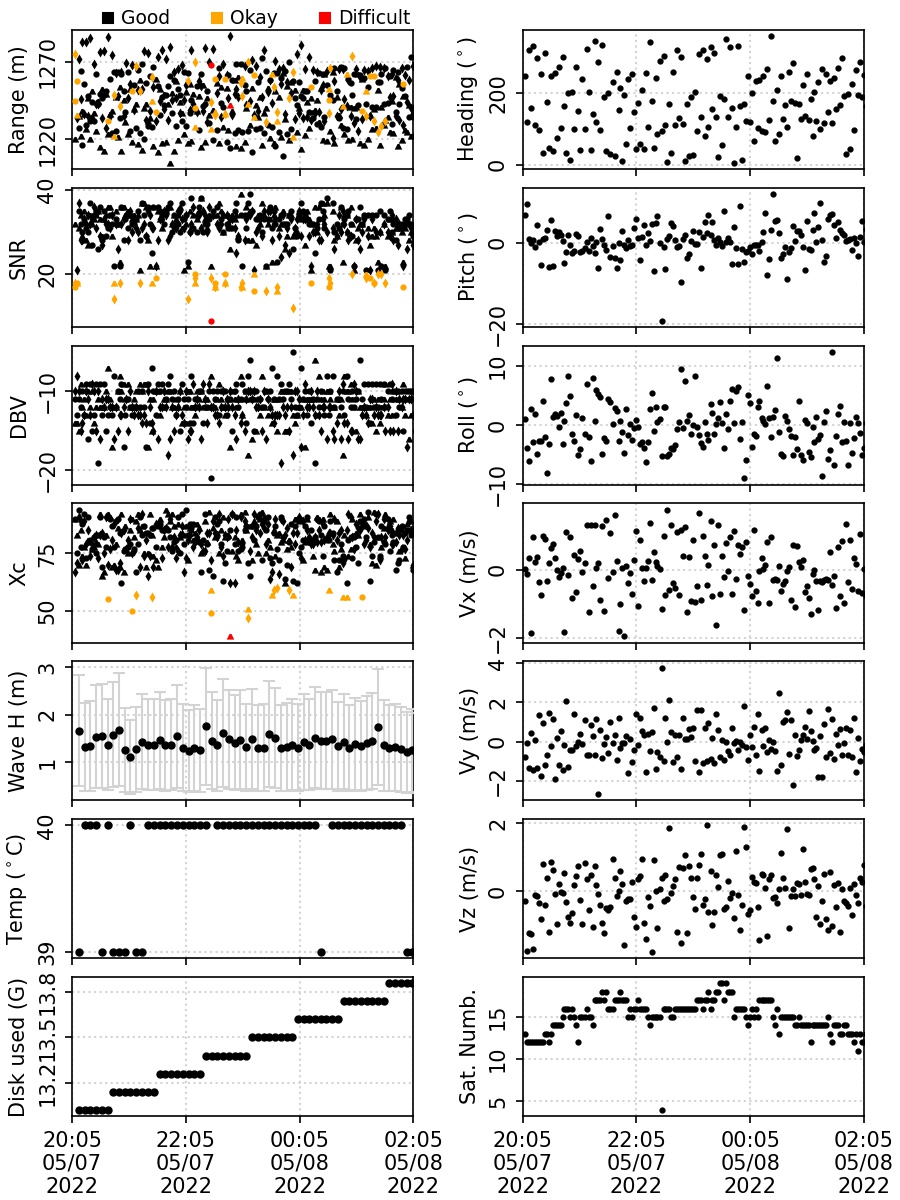 Good Okay Difficult
Range (m)
1270
1220
Heading (°)
200
0
SNR
40
20
Pitch (°)
0
−20
DBV
−10
−20
Roll (°)
10
0
−10
Xc
75
50
Vx (m/s)
0
−2
Wave H (m)
3
2
1
Vy (m/s)
4
2
0
−2
Temp (°C)
40
39
Vz (m/s)
2
0
Disk used (G)
13.8
13.5
13.2
Sat. Numb.
15
10
5
20:05 22:05 00:05 02:05 20:05 22:05 00:05 02:05
05/07 05/07 05/08 05/08 05/07 05/07 05/08 05/08
2022 2022 2022 2022 2022 2022 2022 2022